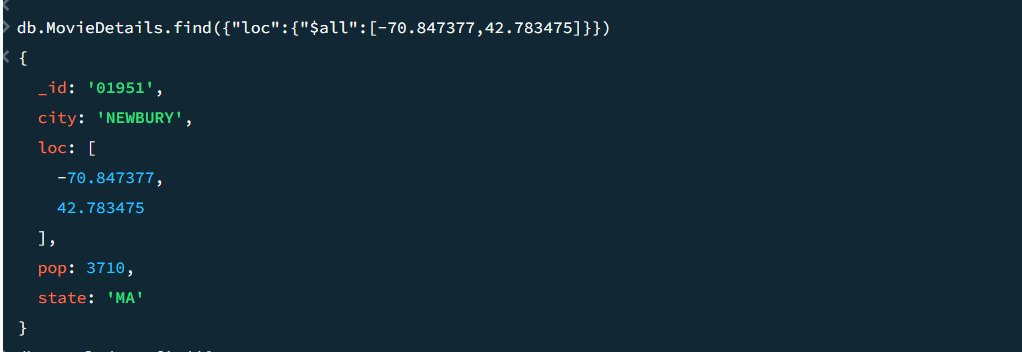 db.MovieDetails.find({"loc":{"$all":[-70.847377,42.783475]}})
{
_id: '01951',
city: 'NEWBURY',
loc: [
-70.847377,
42.783475
],
pop: 3710,
state: 'MA'
}